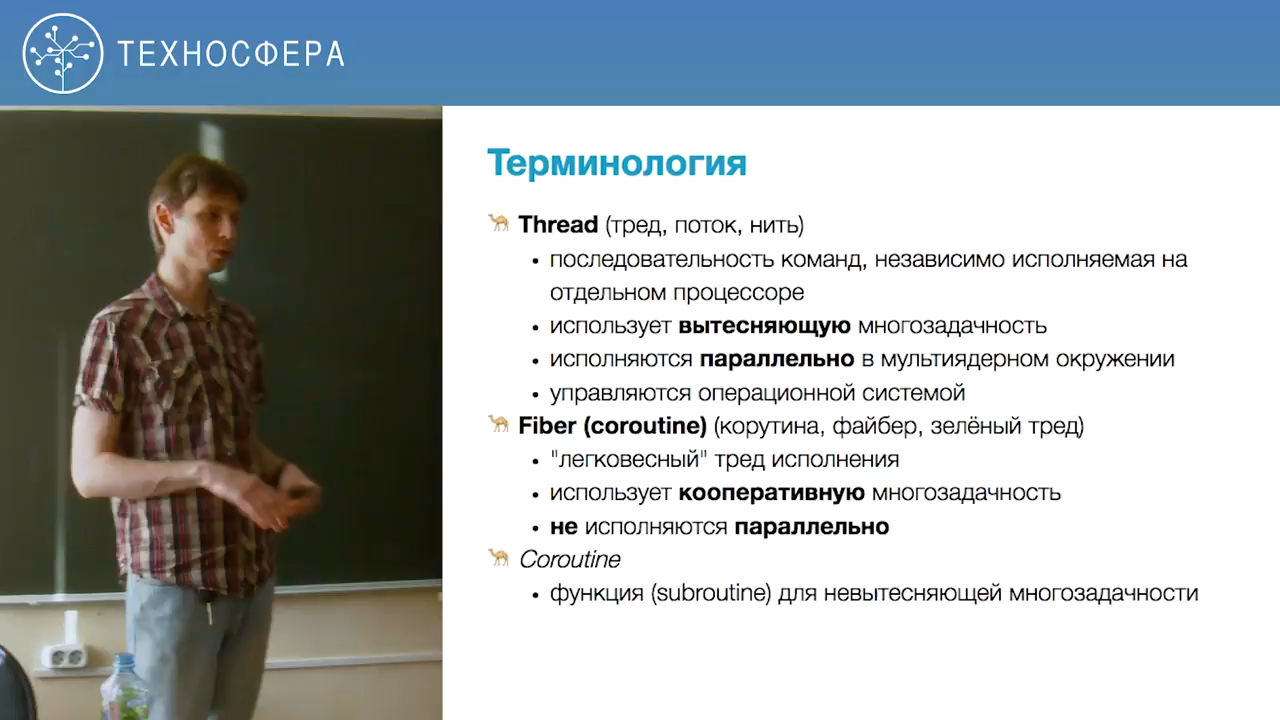 ТЕХНОСФЕРА
Терминология
Thread (тред, поток, нить)
• последовательность команд, независимо исполняемая на
отдельном процессоре
• использует вытесняющую многозадачность
• исполняются параллельно в мультиядерном окружении
• управляются операционной системой
Fiber (coroutine) (корутина, файбер, зелёный тред)
• "легковесный" тред исполнения
• использует кооперативную многозадачность
• не исполняются параллельно
Coroutine
• функция (subroutine) для невытесняющей многозадачности